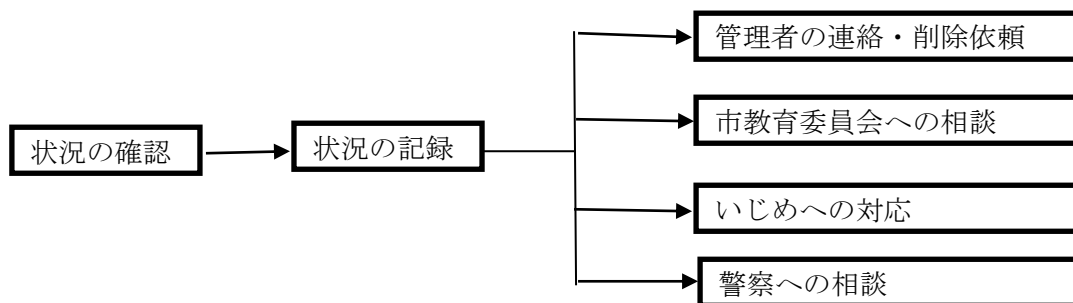 管理者の連絡・削除依頼
市教育委員会への相談
状況の確認
状況の記録
いじめへの対応
警察への相談